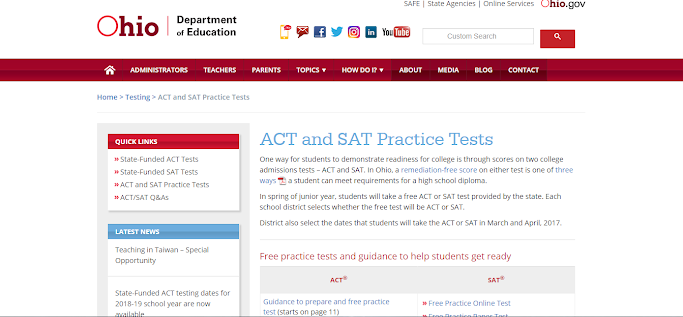 SAFE | State Agencies | Online Services Ohio.gov
Ohio | Department of Education
You Tube
Custom Search
ADMINISTRATORS TEACHERS PARENTS TOPICS ▼ HOW DO I? ▼ ABOUT MEDIA BLOG CONTACT
Home > Testing > ACT and SAT Practice Tests
QUICK LINKS
» State-Funded ACT Tests
» State-Funded SAT Tests
» ACT and SAT Practice Tests
» ACT/SAT Q&As
LATEST NEWS
Teaching in Taiwan – Special
Opportunity
State-Funded ACT testing dates for
2018-19 school year are now
available
ACT and SAT Practice Tests
One way for students to demonstrate readiness for college is through scores on two college
admissions tests – ACT and SAT. In Ohio, a remediation-free score on either test is one of three
ways a student can meet requirements for a high school diploma.
In spring of junior year, students will take a free ACT or SAT test provided by the state. Each
school district selects whether the free test will be ACT or SAT.
District also select the dates that students will take the ACT or SAT in March and April, 2017.
Free practice tests and guidance to help students get ready
ACT® SAT®
Guidance to prepare and free practice
test (starts on page 11)
» Free Practice Online Test
» Free Practice Paper Test